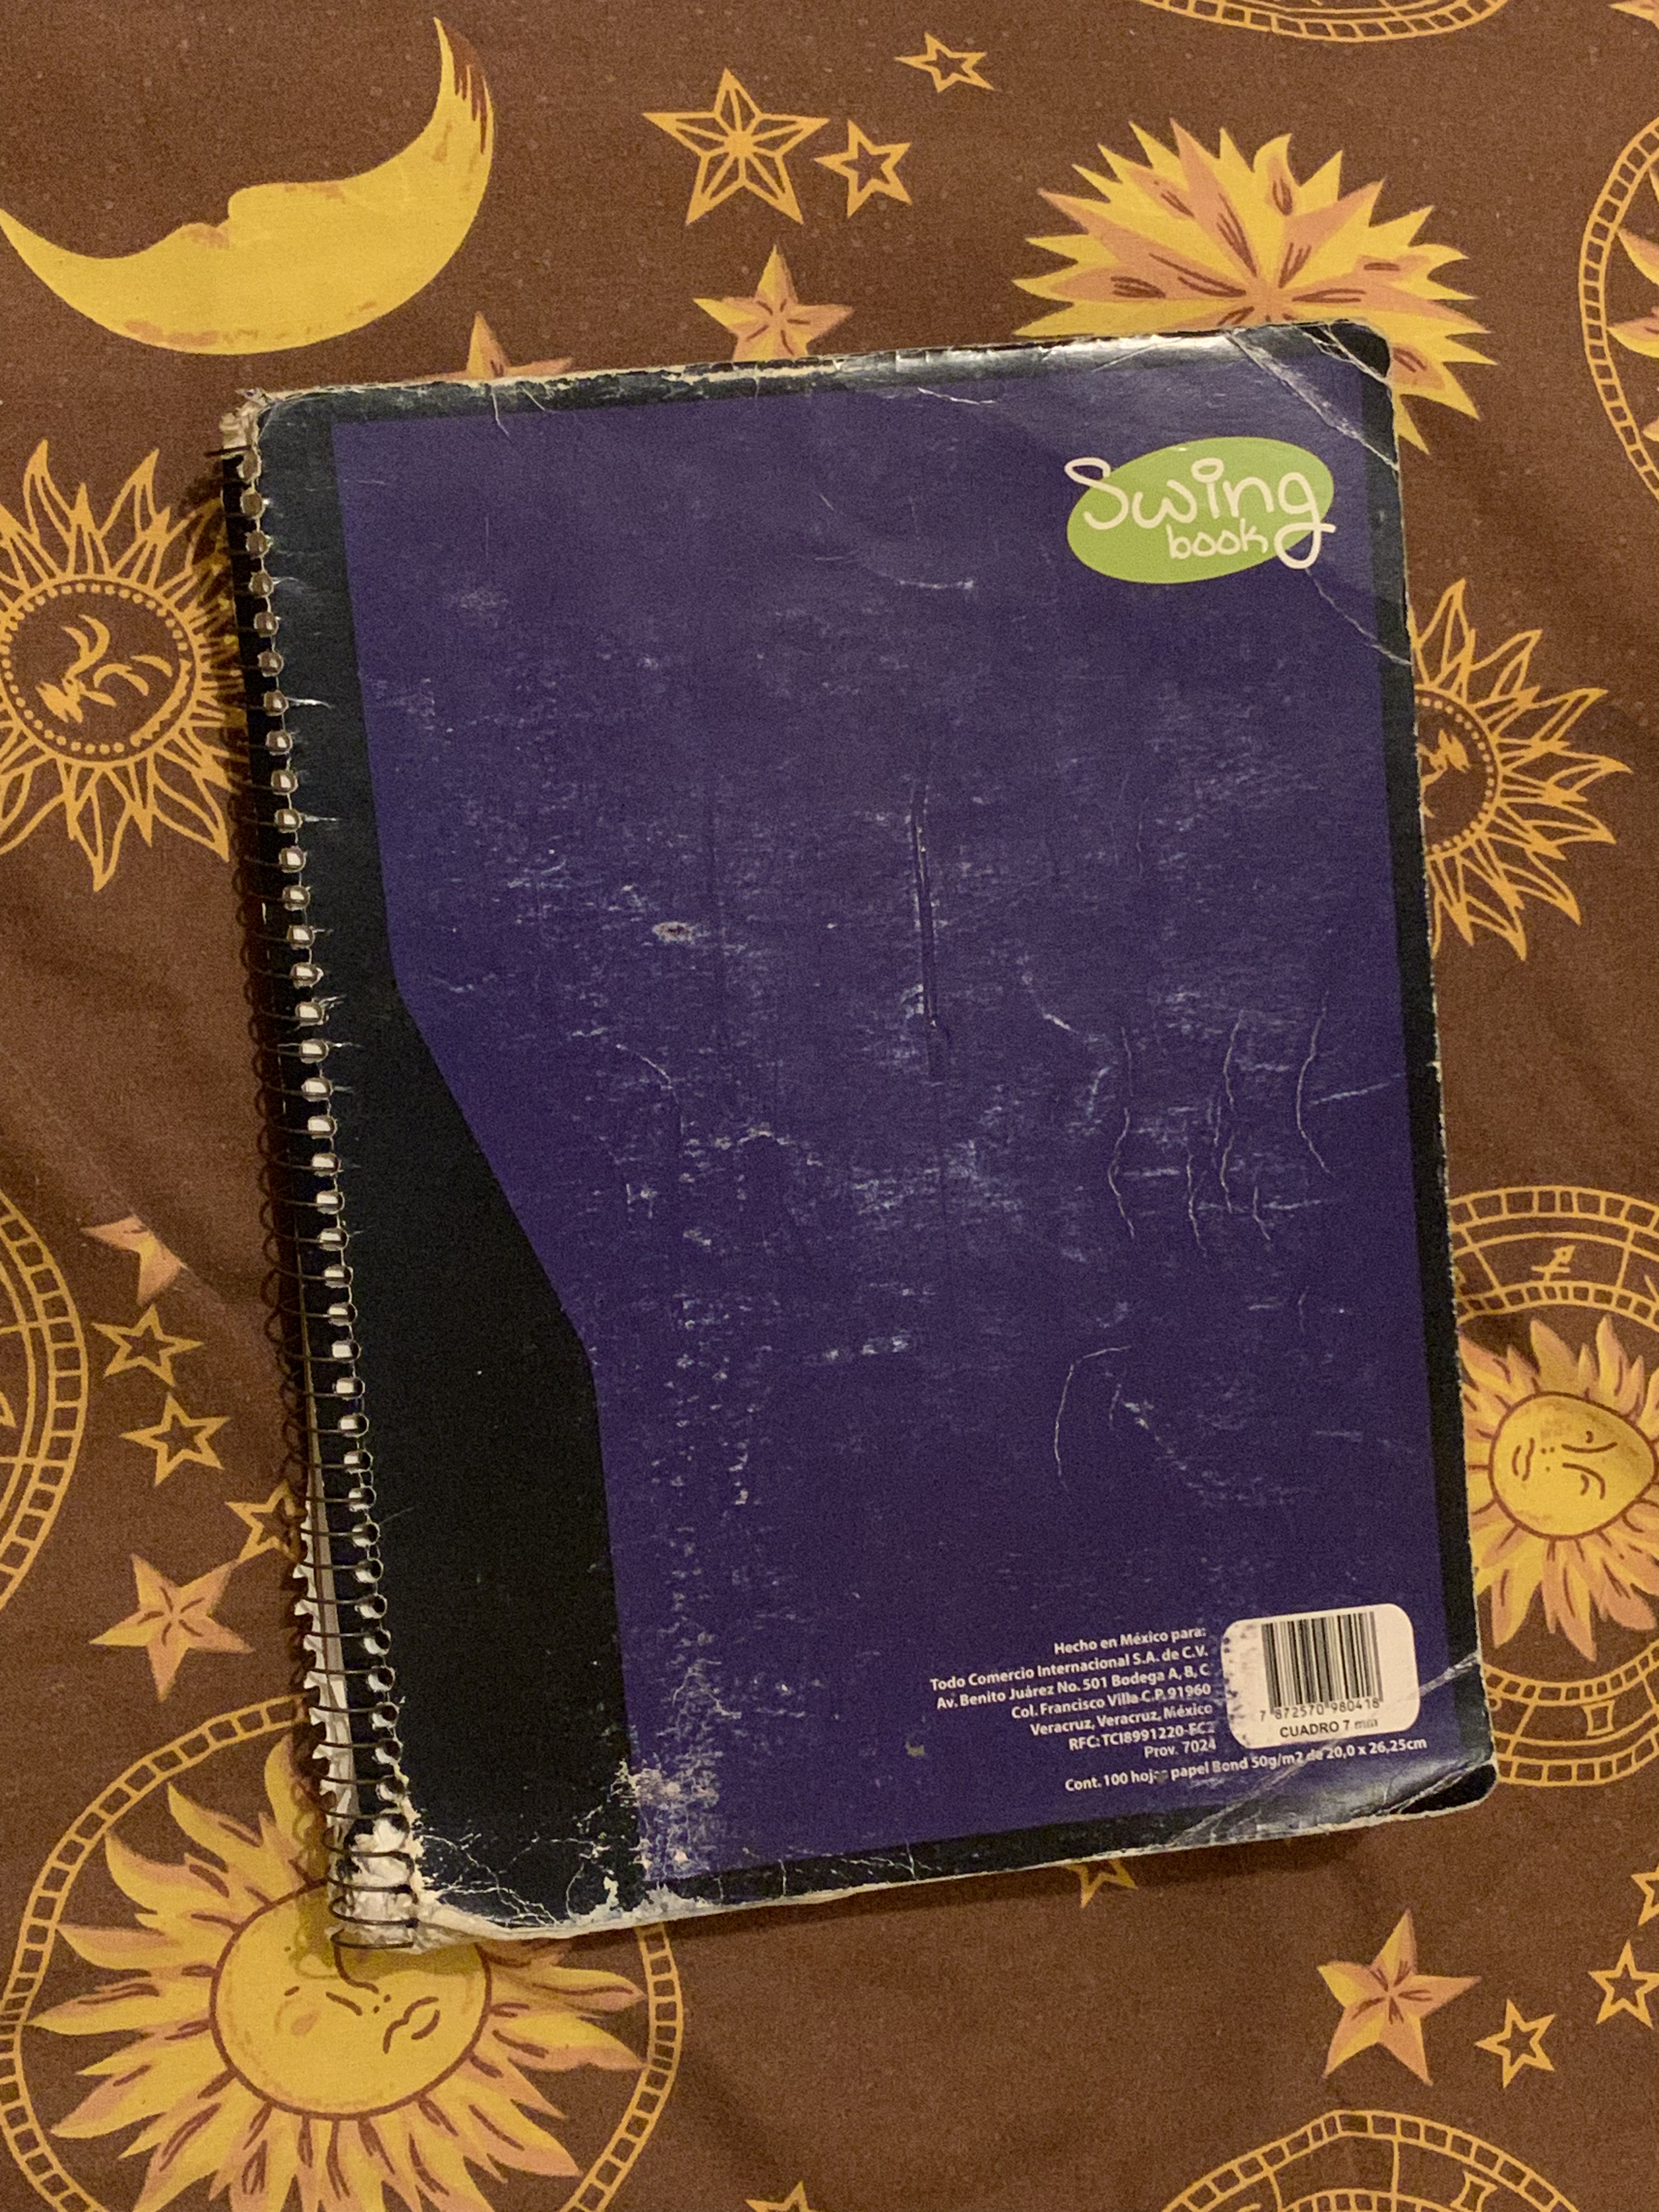 Swing
book
Hecho en México para:
Todo Comercio Internacional S.A. de C.V.
Av. Benito Juárez No. 501 Bodega A, B, C
Col. Francisco Villa C.P. 91960
Veracruz, Veracruz, México
RFC: TCI8991220-FC2
Prov. 7024
7 872570 980418
CUADRO 7 mm
Cont. 100 hojas papel Bond 50g/m2 de 20,0 x 26,25cm